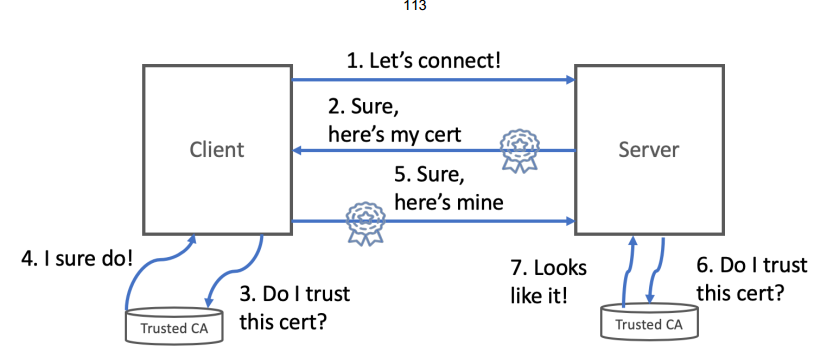 113
1. Let’s connect!
2. Sure,
here’s my cert
Client
Server
5. Sure,
here’s mine
4. I sure do!
3. Do I trust
this cert?
Trusted CA
7. Looks
like it!
6. Do I trust
this cert?
Trusted CA